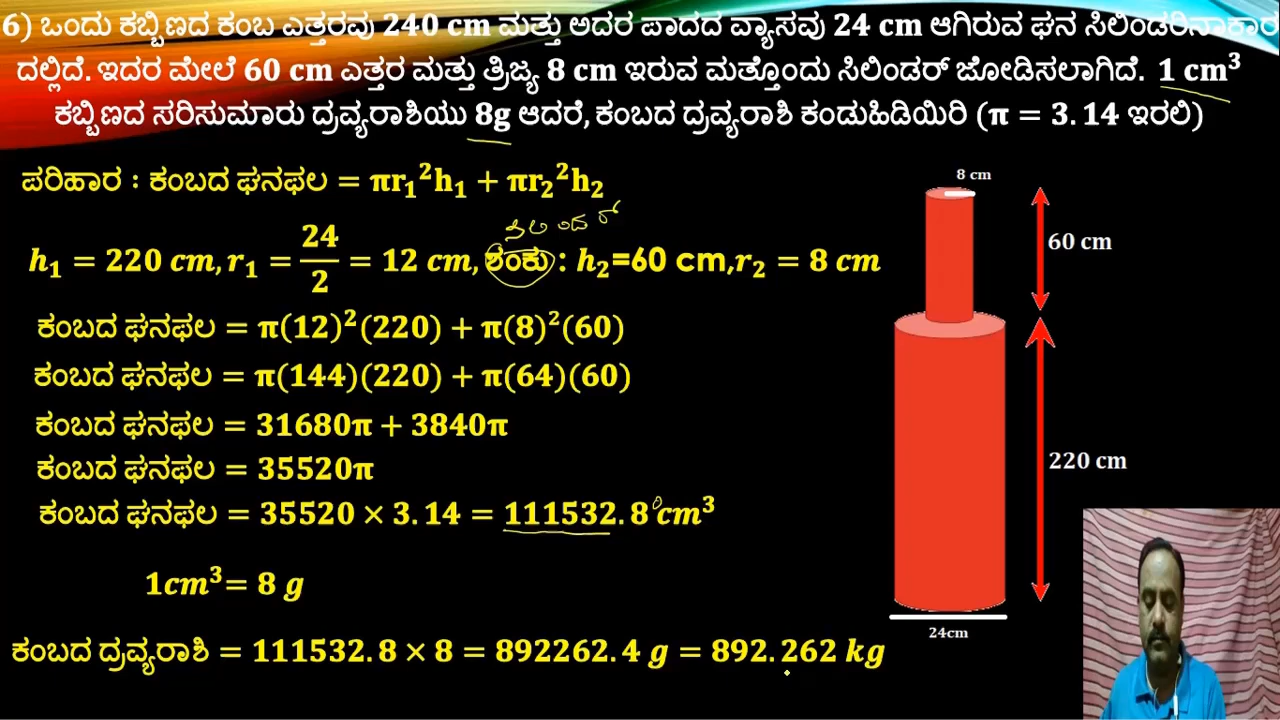 6) ಒಂದು ಕಬ್ಬಿಣದ ಕಂಬ ಎತ್ತರವು 240 cm ಮತ್ತು ಅದರ ಪಾದದ ವ್ಯಾಸವು 24 cm ಆಗಿರುವ ಘನ ಸಿಲಿಂಡರಿನಾಕಾರ
ದಲ್ಲಿದೆ. ಇದರ ಮೇಲೆ 60 cm ಎತ್ತರ ಮತ್ತು ತ್ರಿಜ್ಯ 8 cm ಇರುವ ಮತ್ತೊಂದು ಸಿಲಿಂಡರ್ ಜೋಡಿಸಲಾಗಿದೆ. 1 cm³
ಕಬ್ಬಿಣದ ಸರಿಸುಮಾರು ದ್ರವ್ಯರಾಶಿಯು 8g ಆದರೆ, ಕಂಬದ ದ್ರವ್ಯರಾಶಿ ಕಂಡುಹಿಡಿಯಿರಿ (π = 3.14 ಇರಲಿ)
ಪರಿಹಾರ : ಕಂಬದ ಘನಫಲ = πr₁²h₁ + πr₂²h₂
ಸಿಲಿಂದರ್
h₁ = 220 cm, r₁ = 24/2 = 12 cm, ಶಂಕು : h₂=60 cm, r₂ = 8 cm
ಕಂಬದ ಘನಫಲ = π(12)²(220) + π(8)²(60)
ಕಂಬದ ಘನಫಲ = π(144)(220) + π(64)(60)
ಕಂಬದ ಘನಫಲ = 31680π + 3840π
ಕಂಬದ ಘನಫಲ = 35520π
ಕಂಬದ ಘನಫಲ = 35520 × 3.14 = 111532.8 cm³
1cm³= 8 g
ಕಂಬದ ದ್ರವ್ಯರಾಶಿ = 111532.8 × 8 = 892262.4 g = 892.262 kg
8 cm
60 cm
220 cm
24cm